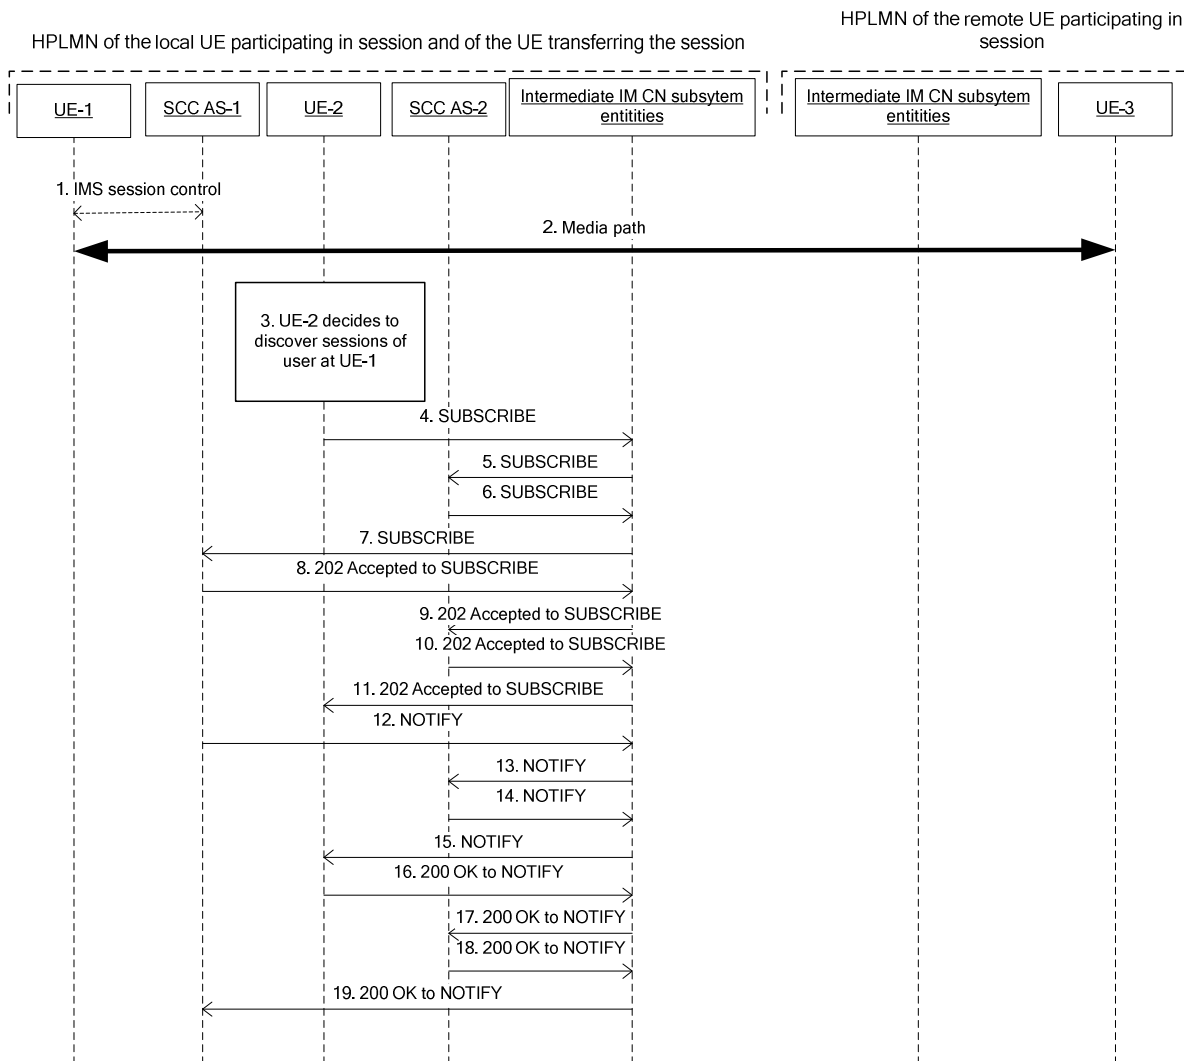 HPLMN of the local UE participating in session and of the UE transferring the session
HPLMN of the remote UE participating in
session
UE-1
SCC AS-1
UE-2
SCC AS-2
Intermediate IM CN subsytem
entitities
Intermediate IM CN subsytem
entitities
UE-3
1. IMS session control
2. Media path
3. UE-2 decides to
discover sessions of
user at UE-1
4. SUBSCRIBE
5. SUBSCRIBE
6. SUBSCRIBE
7. SUBSCRIBE
8. 202 Accepted to SUBSCRIBE
9. 202 Accepted to SUBSCRIBE
10. 202 Accepted to SUBSCRIBE
11. 202 Accepted to SUBSCRIBE
12. NOTIFY
13. NOTIFY
14. NOTIFY
15. NOTIFY
16. 200 OK to NOTIFY
17. 200 OK to NOTIFY
18. 200 OK to NOTIFY
19. 200 OK to NOTIFY